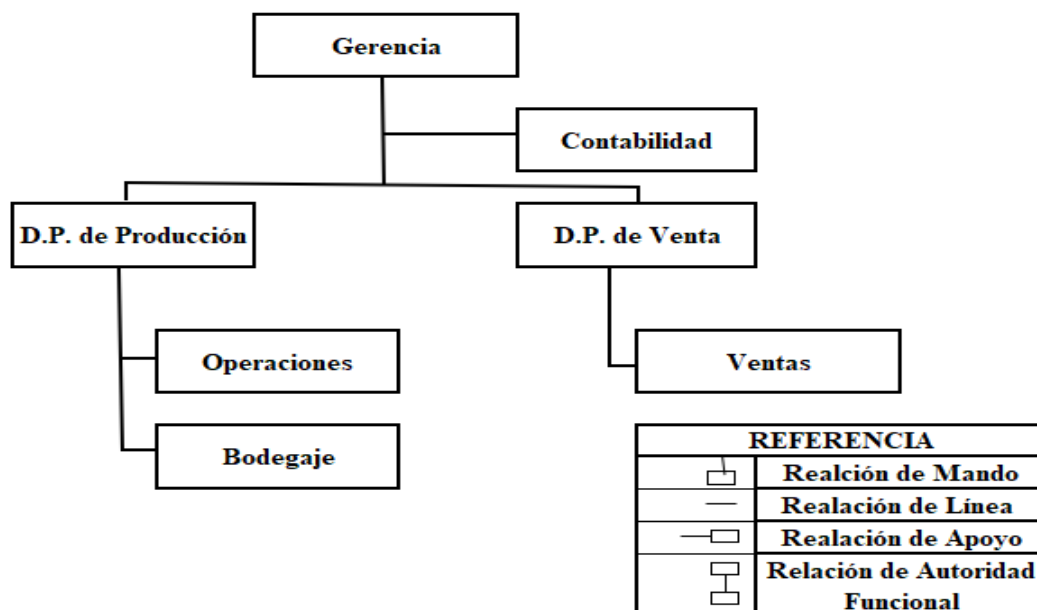 Gerencia
Contabilidad
D.P. de Producción
D.P. de Venta
Operaciones
Ventas
Bodegaje
REFERENCIA
Realción de Mando
Realación de Línea
Realación de Apoyo
Relación de Autoridad
Funcional